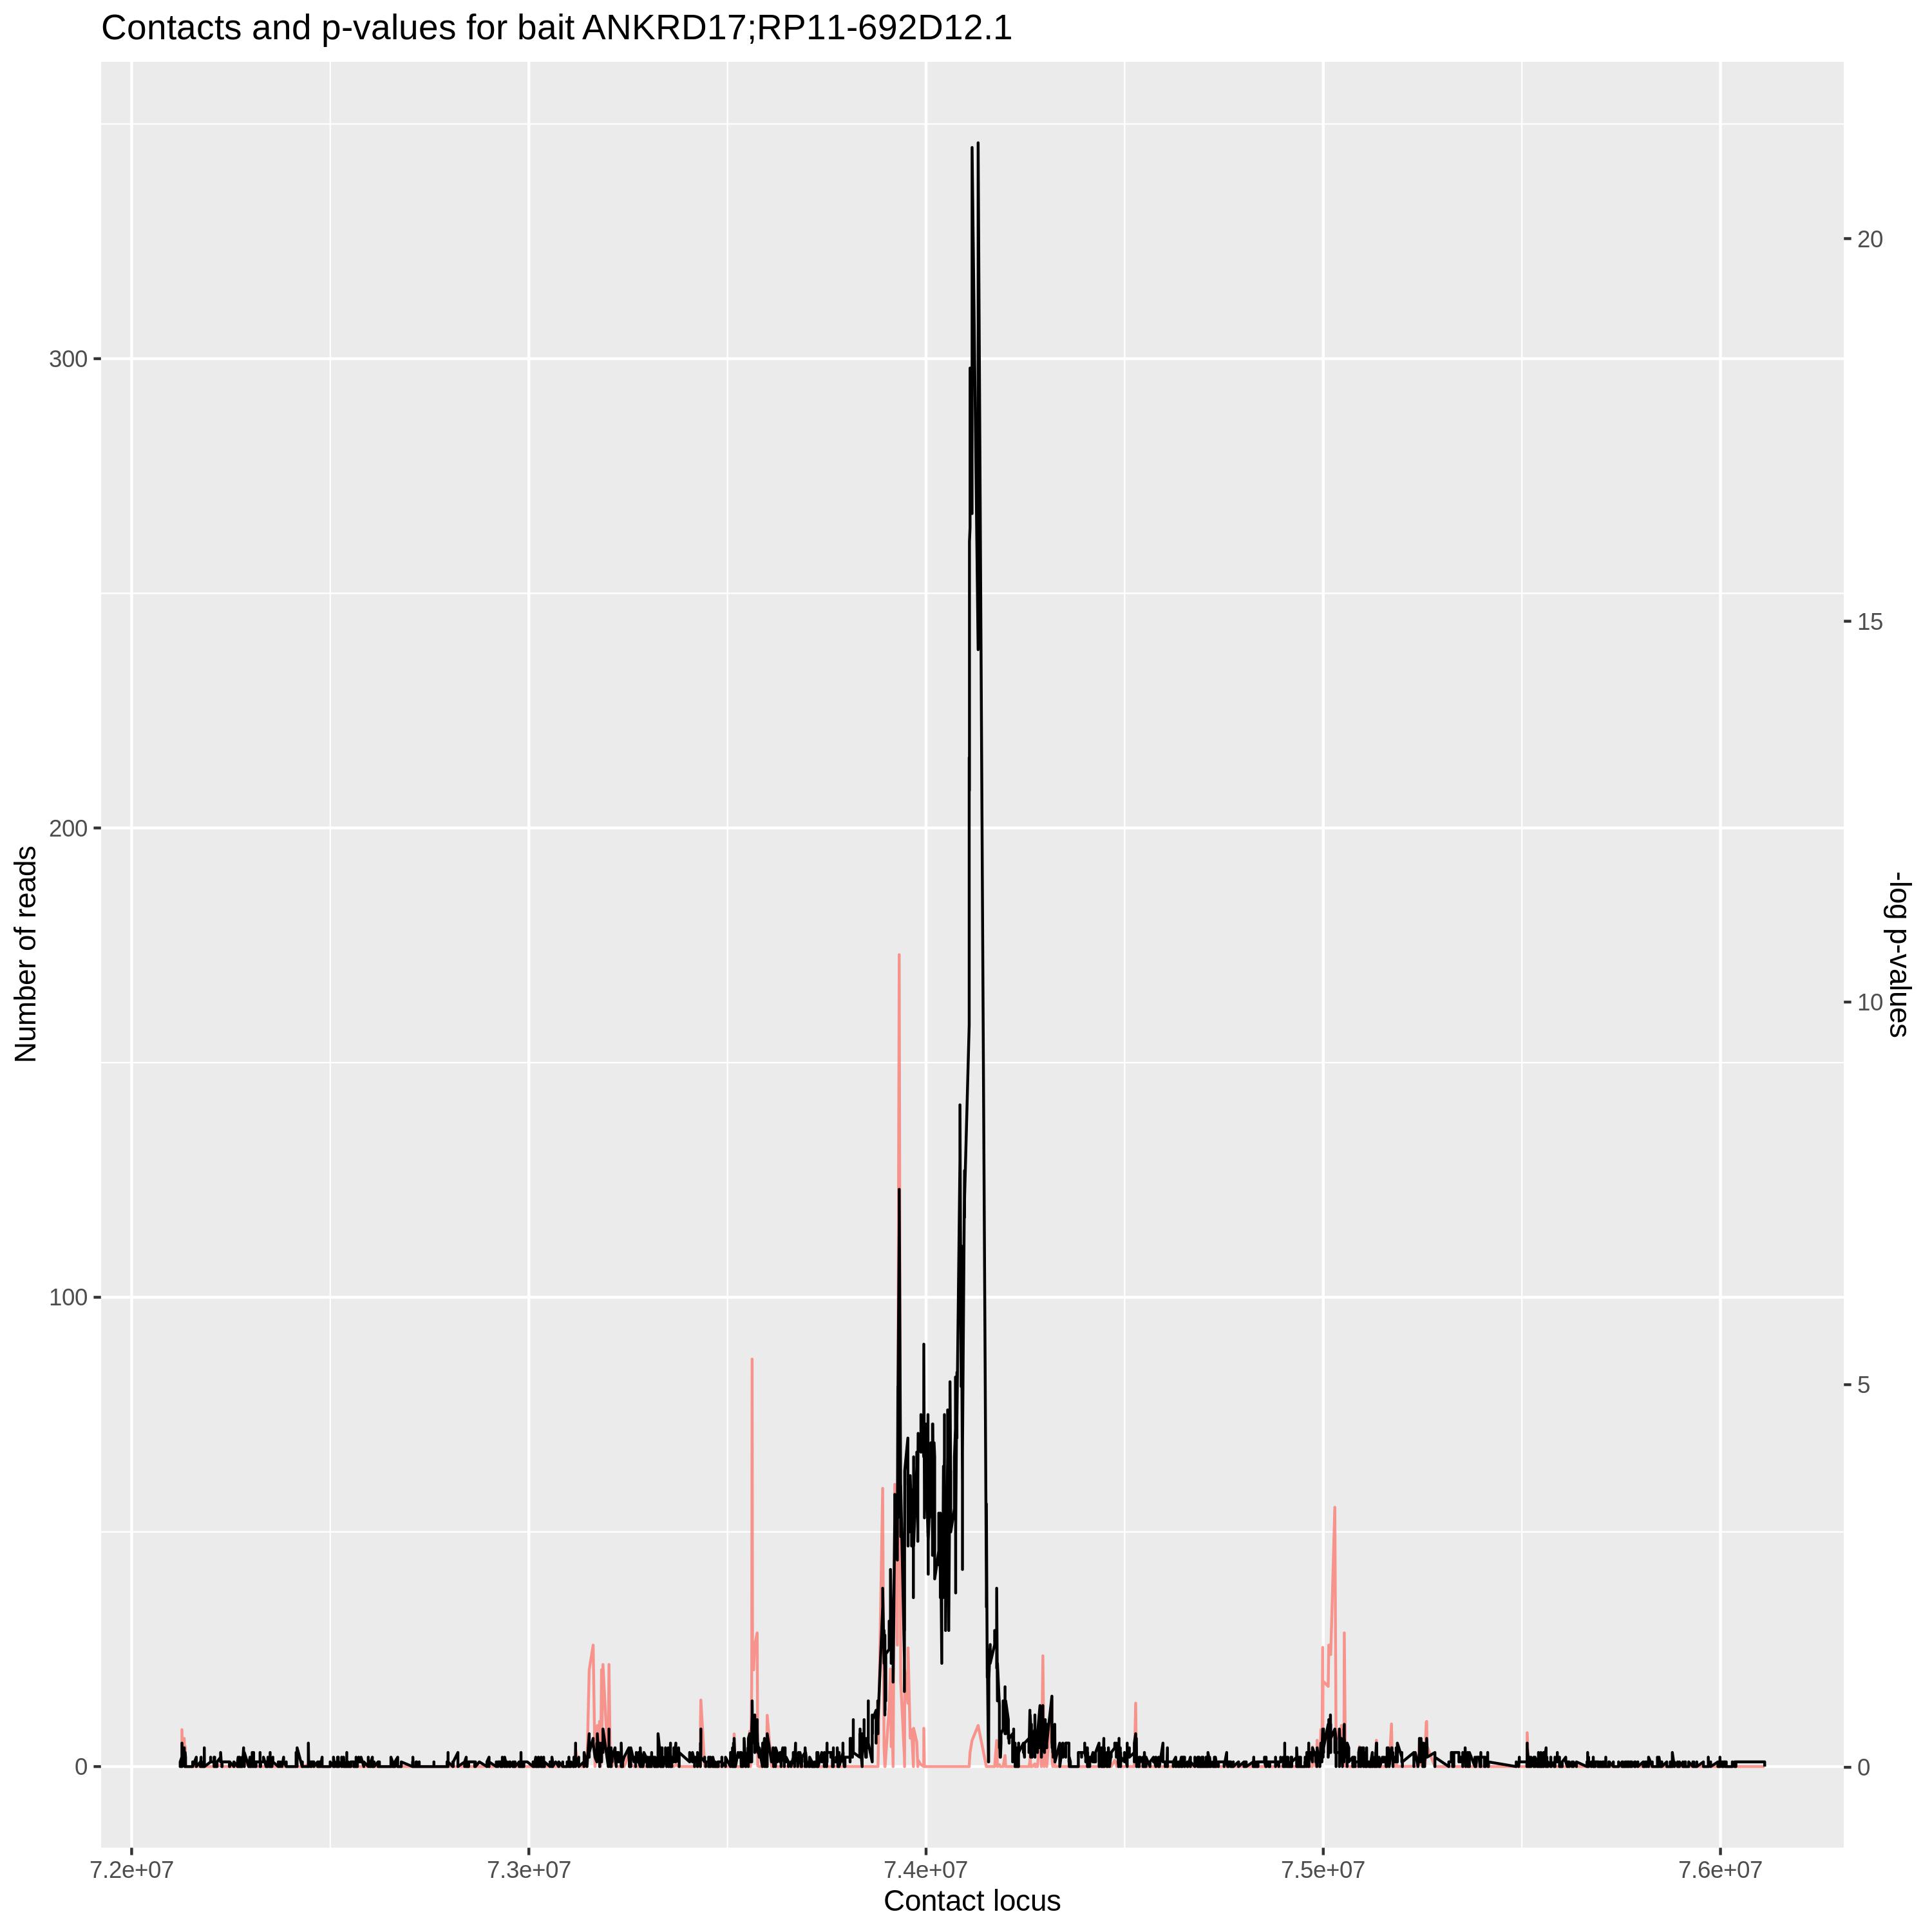 Contacts and p-values for bait ANKRD17;RP11-692D12.1
Number of reads
300
200
100
0
20
15
10
5
0
-log p-values
7.2e+07
7.3e+07
7.4e+07
7.5e+07
7.6e+07
Contact locus